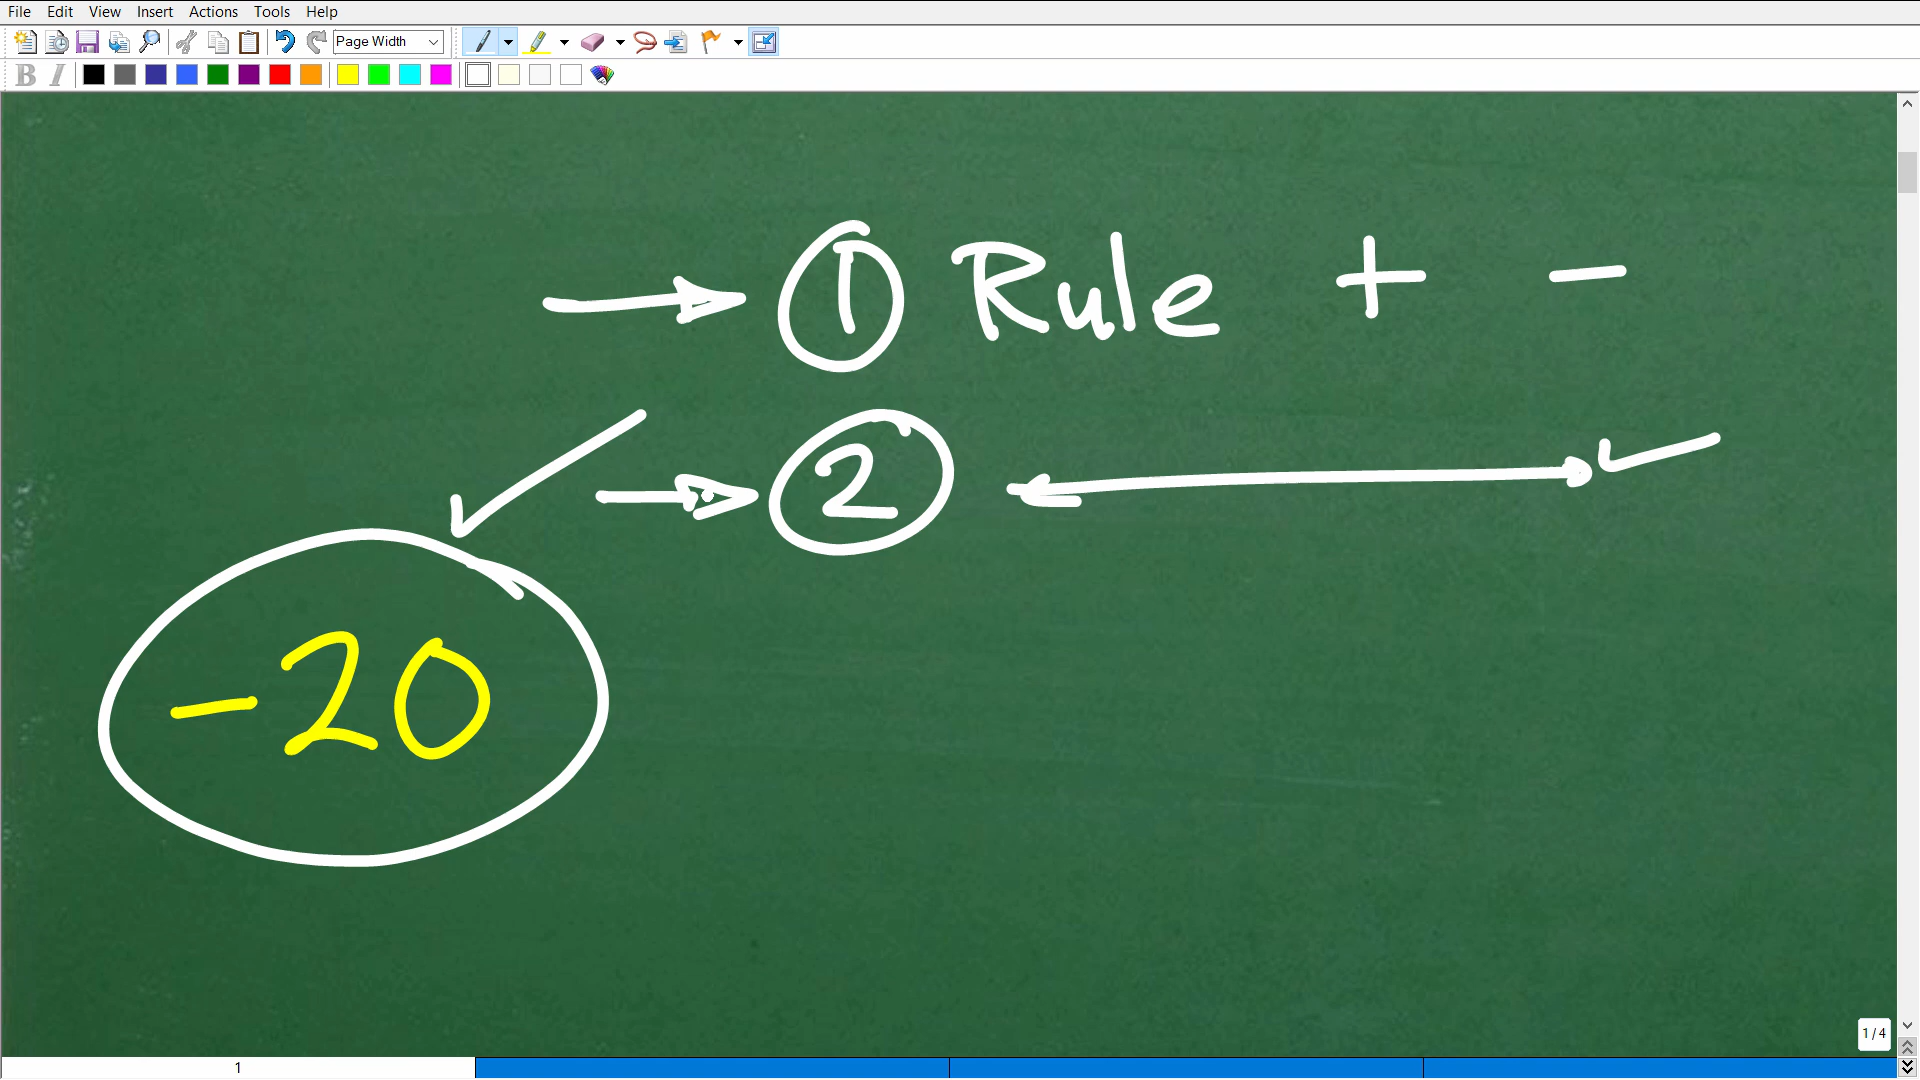 File Edit View Insert Actions Tools Help
Page Width
B I
1 Rule + -
2
-20
1 / 4
1